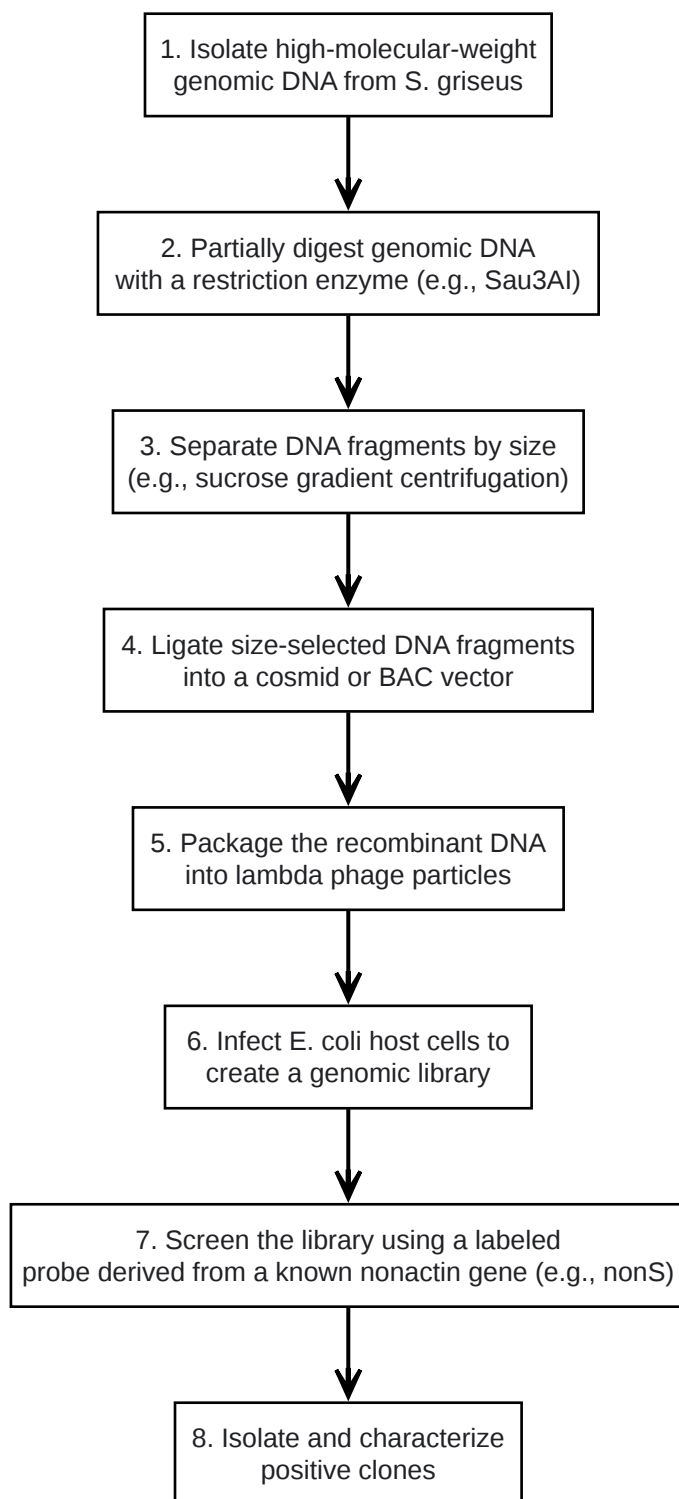 1. Isolate high-molecular-weight
genomic DNA from S. griseus
2. Partially digest genomic DNA
with a restriction enzyme (e.g., Sau3AI)
3. Separate DNA fragments by size
(e.g., sucrose gradient centrifugation)
4. Ligate size-selected DNA fragments
into a cosmid or BAC vector
5. Package the recombinant DNA
into lambda phage particles
6. Infect E. coli host cells to
create a genomic library
7. Screen the library using a labeled
probe derived from a known nonactin gene (e.g., nonS)
8. Isolate and characterize
positive clones